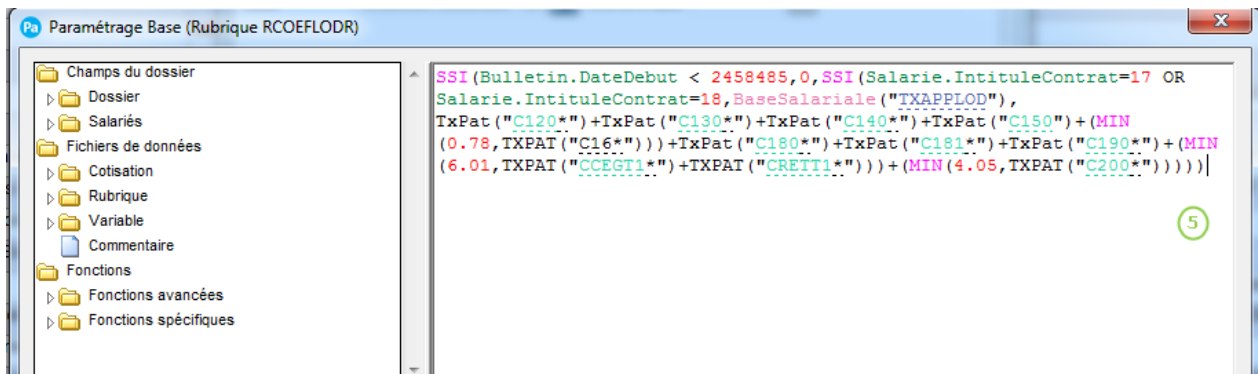 Pa Paramétrage Base (Rubrique RCOEFLODR)
x
Champs du dossier
Dossier
Salariés
Fichiers de données
Cotisation
Rubrique
Variable
Commentaire
Fonctions
Fonctions avancées
Fonctions spécifiques
SSI(Bulletin.DateDebut < 2458485,0,SSI(Salarie.IntituleContrat=17 OR
Salarie.IntituleContrat=18,BaseSalariale("TXAPPLOD"),
TxPat("C120*")+TxPat("C130*")+TxPat("C140*")+TxPat("C150")+(MIN
(0.78,TXPAT("C16*")))+TxPat("C180*")+TxPat("C181*")+TxPat("C190*")+(MIN
(6.01,TXPAT("CCEGT1*")+TXPAT("CRETT1*")))+(MIN(4.05,TXPAT("C200*")))))
5